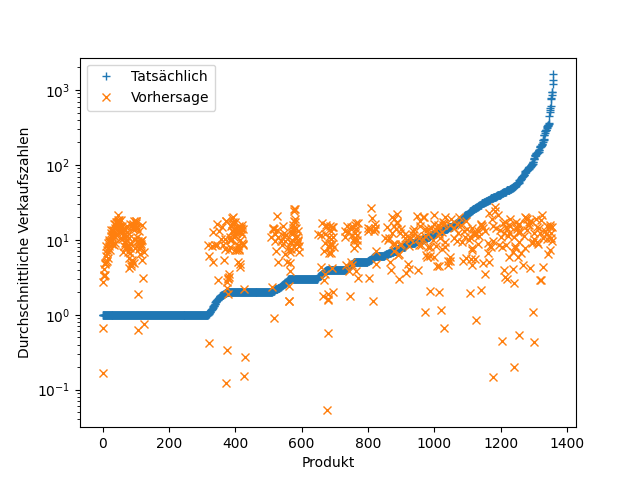 Tatsächlich
Vorhersage
Durchschnittliche Verkaufszahlen
10³
10²
10¹
10⁰
10⁻¹
0 200 400 600 800 1000 1200 1400
Produkt